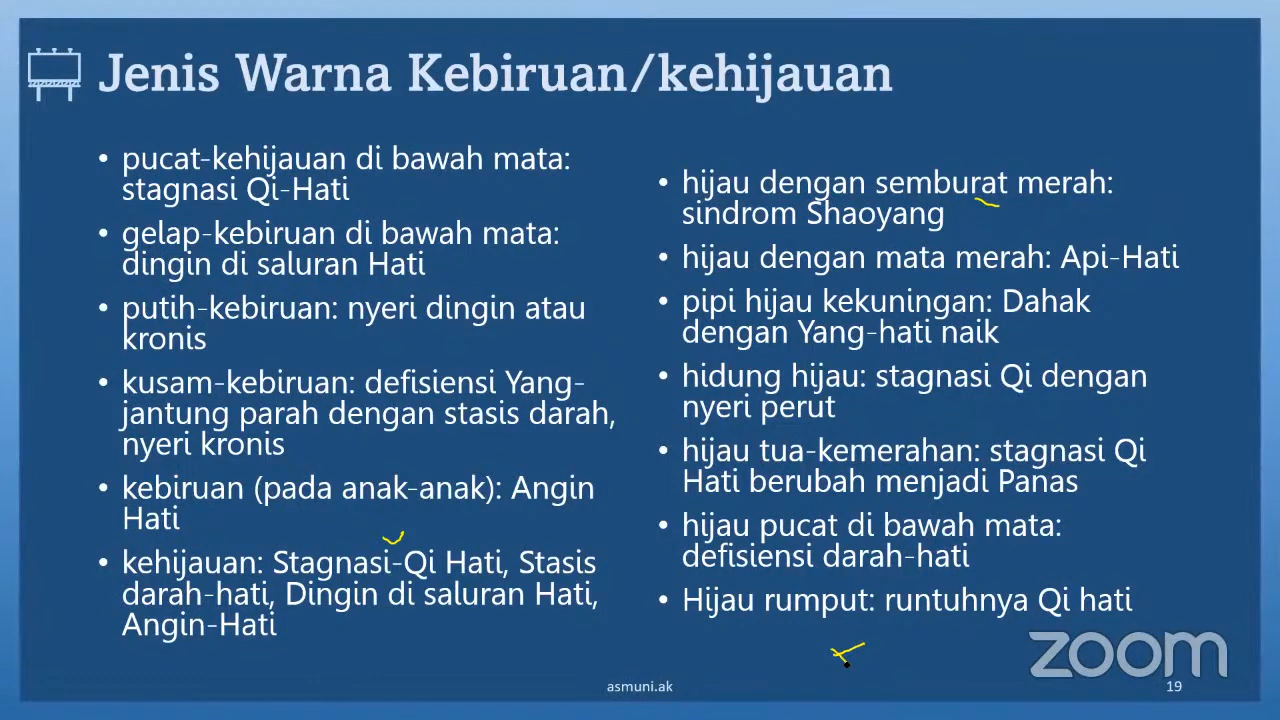 Jenis Warna Kebiruan/kehijauan
• pucat-kehijauan di bawah mata:
stagnasi Qi-Hati
• gelap-kebiruan di bawah mata:
dingin di saluran Hati
• putih-kebiruan: nyeri dingin atau
kronis
• kusam-kebiruan: defisiensi Yang-
jantung parah dengan stasis darah,
nyeri kronis
• kebiruan (pada anak-anak): Angin
Hati
• kehijauan: Stagnasi-Qi Hati, Stasis
darah-hati, Dingin di saluran Hati,
Angin-Hati
• hijau dengan semburat merah:
sindrom Shaoyang
• hijau dengan mata merah: Api-Hati
• pipi hijau kekuningan: Dahak
dengan Yang-hati naik
• hidung hijau: stagnasi Qi dengan
nyeri perut
• hijau tua-kemerahan: stagnasi Qi
Hati berubah menjadi Panas
• hijau pucat di bawah mata:
defisiensi darah-hati
• Hijau rumput: runtuhnya Qi hati
zoom
asmuni.ak
19